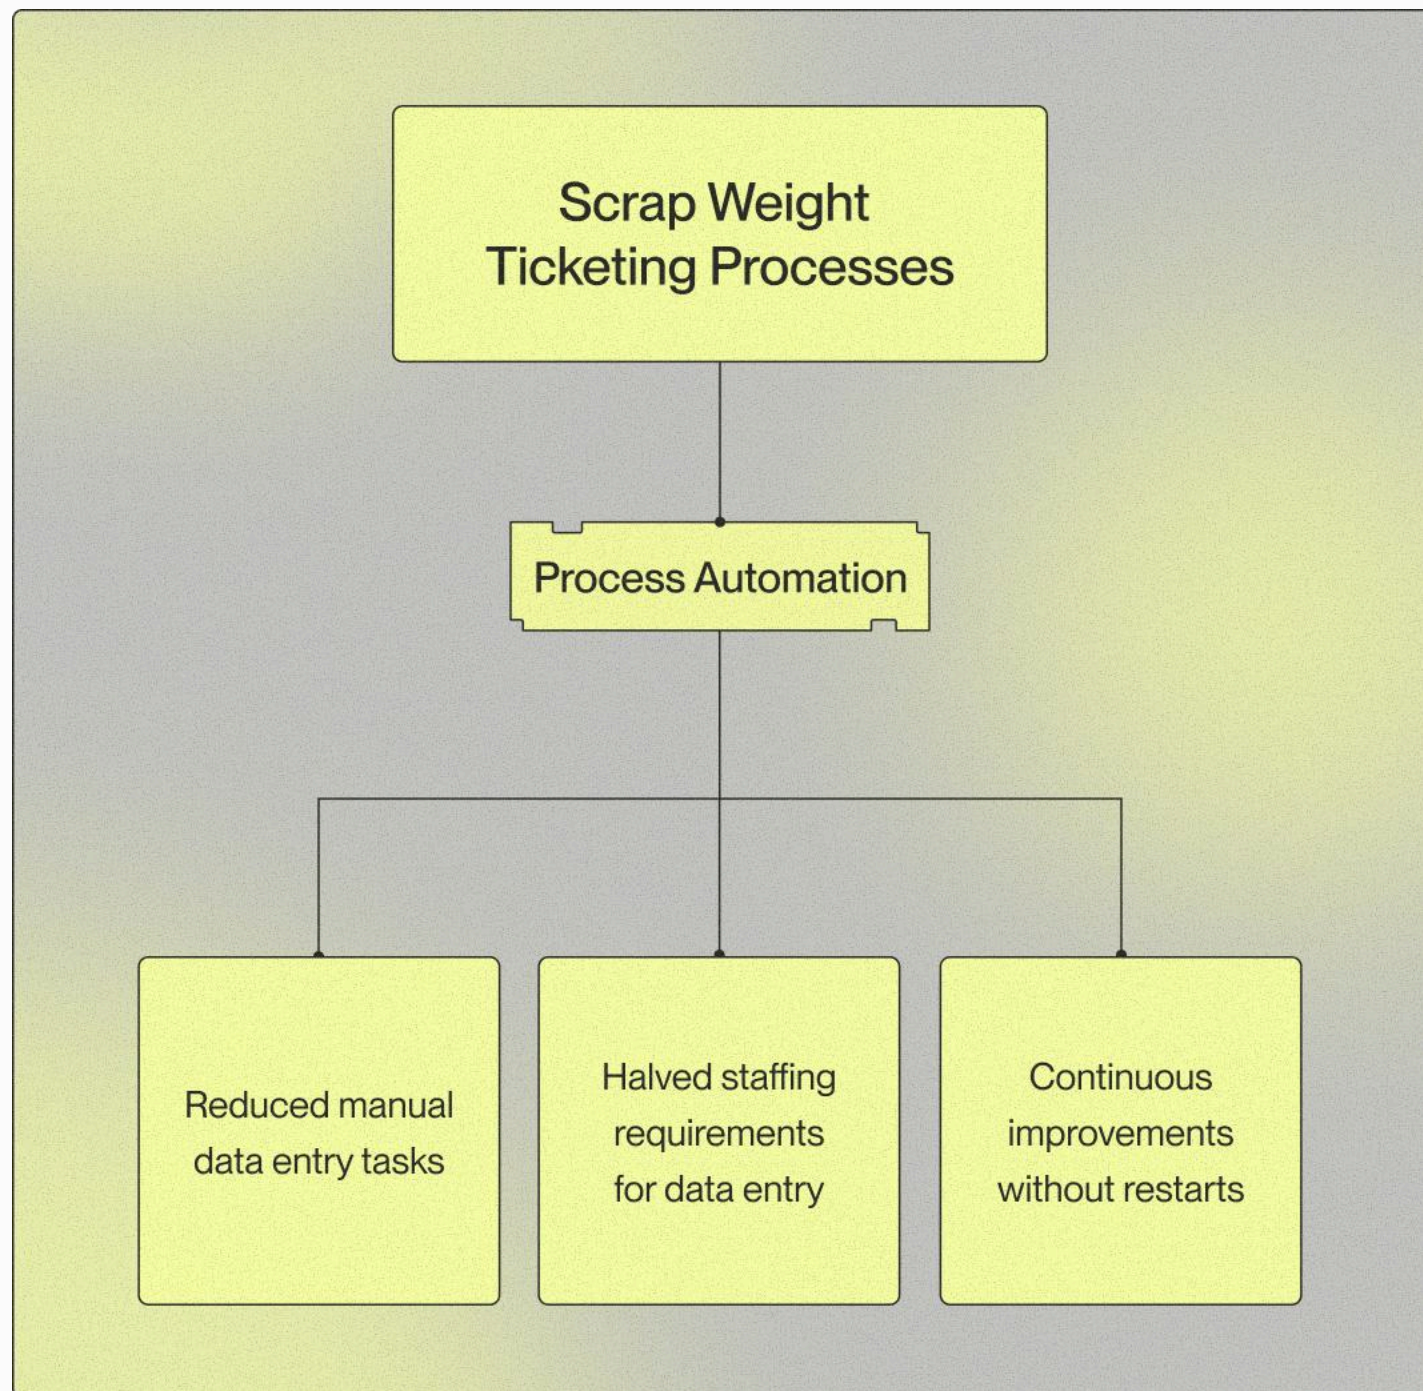 Scrap Weight
Ticketing Processes
Process Automation
Reduced manual
data entry tasks
Halved staffing
requirements
for data entry
Continuous
improvements
without restarts